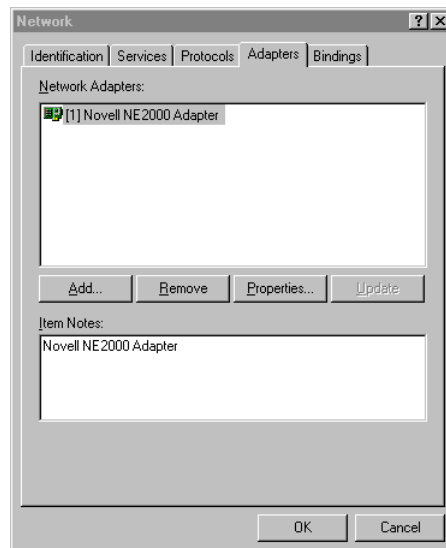 Network
Identification Services Protocols Adapters Bindings
Network Adapters:
[1] Novell NE2000 Adapter
Add... Remove Properties... Update
Item Notes:
Novell NE2000 Adapter
OK Cancel